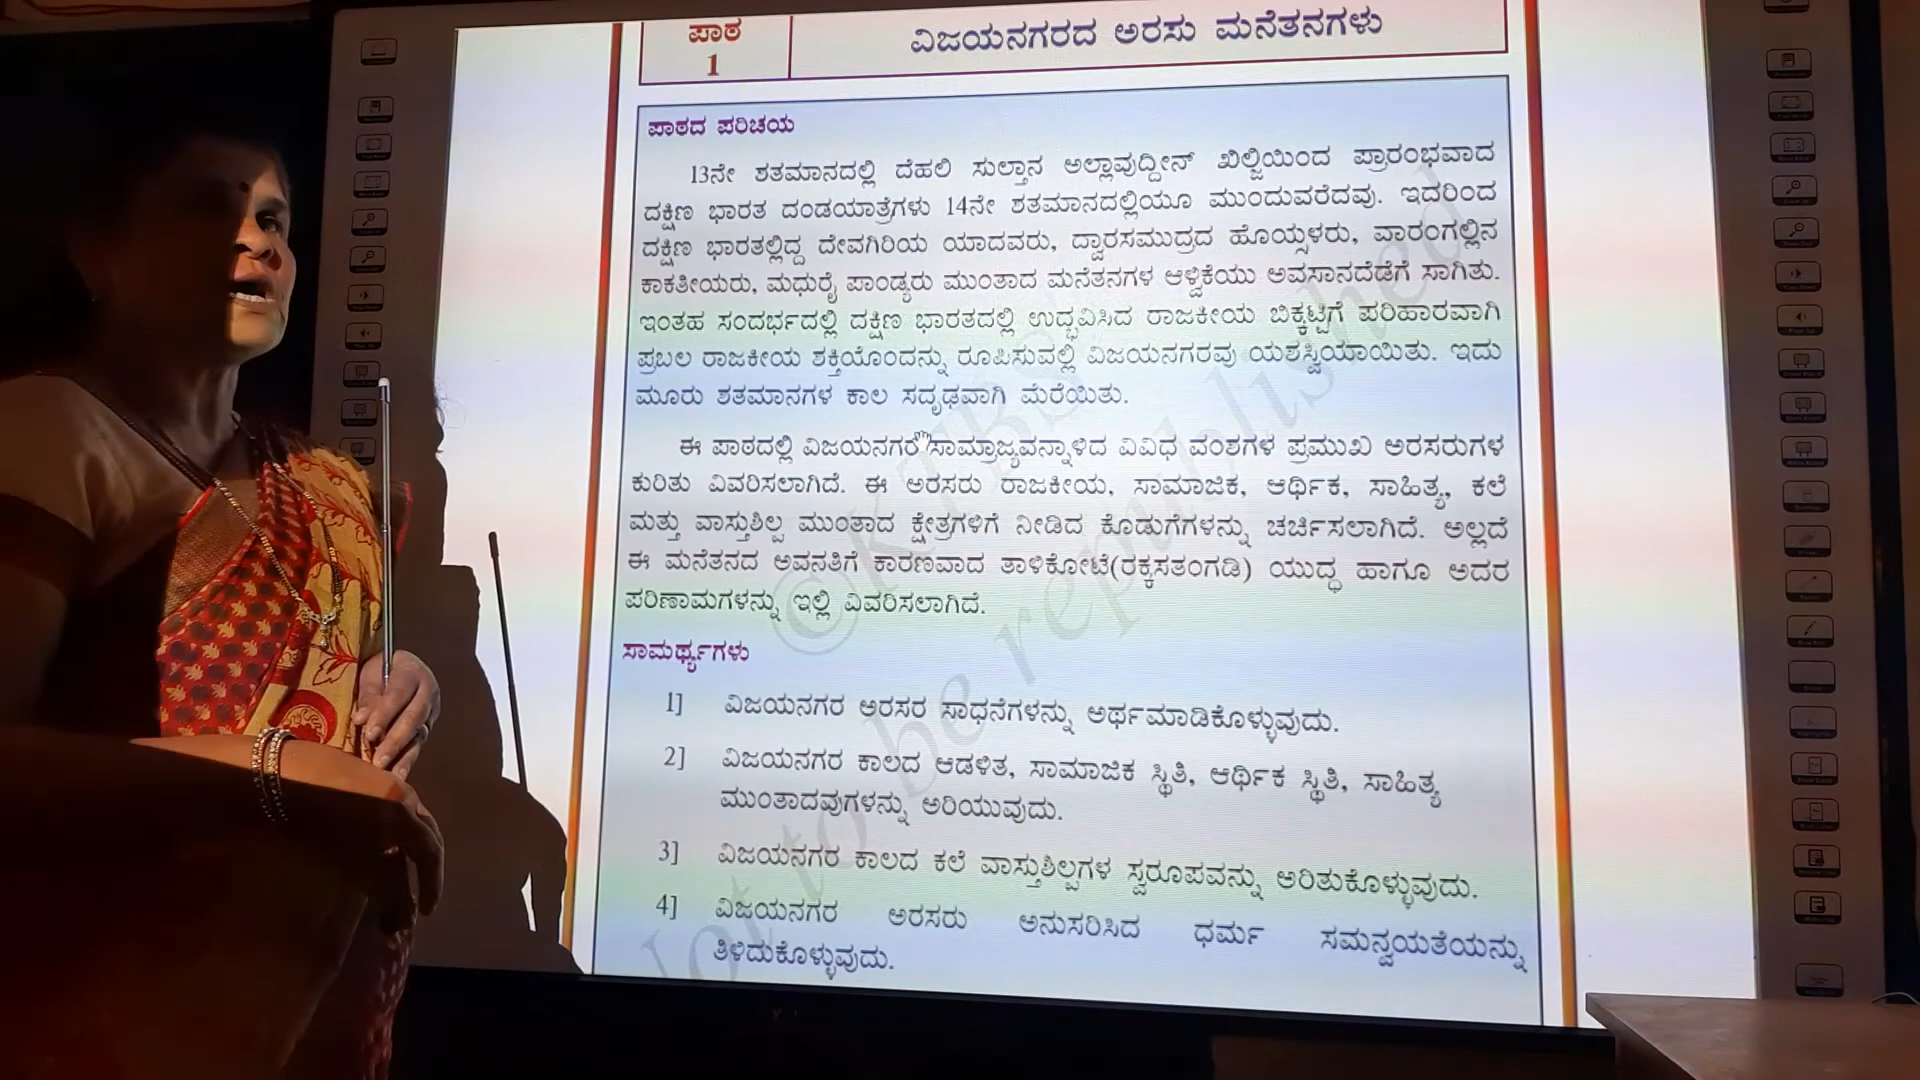 ಪಾಠ
1
ವಿಜಯನಗರದ ಅರಸು ಮನೆತನಗಳು
ಪಾಠದ ಪರಿಚಯ
13ನೇ ಶತಮಾನದಲ್ಲಿ ದೆಹಲಿ ಸುಲ್ತಾನ ಅಲ್ಲಾವುದ್ದೀನ್ ಖಿಲ್ಜಿಯಿಂದ ಪ್ರಾರಂಭವಾದ
ದಕ್ಷಿಣ ಭಾರತ ದಂಡಯಾತ್ರೆಗಳು 14ನೇ ಶತಮಾನದಲ್ಲಿಯೂ ಮುಂದುವರೆದವು. ಇದರಿಂದ
ದಕ್ಷಿಣ ಭಾರತಲ್ಲಿದ್ದ ದೇವಗಿರಿಯ ಯಾದವರು, ದ್ವಾರಸಮುದ್ರದ ಹೊಯ್ಸಳರು, ವಾರಂಗಲ್ಲಿನ
ಕಾಕತೀಯರು, ಮಧುರೈ ಪಾಂಡ್ಯರು ಮುಂತಾದ ಮನೆತನಗಳ ಆಳ್ವಿಕೆಯು ಅವಸಾನದೆಡೆಗೆ ಸಾಗಿತು.
ಇಂತಹ ಸಂದರ್ಭದಲ್ಲಿ ದಕ್ಷಿಣ ಭಾರತದಲ್ಲಿ ಉದ್ಭವಿಸಿದ ರಾಜಕೀಯ ಬಿಕ್ಕಟ್ಟಿಗೆ ಪರಿಹಾರವಾಗಿ
ಪ್ರಬಲ ರಾಜಕೀಯ ಶಕ್ತಿಯೊಂದನ್ನು ರೂಪಿಸುವಲ್ಲಿ ವಿಜಯನಗರವು ಯಶಸ್ವಿಯಾಯಿತು. ಇದು
ಮೂರು ಶತಮಾನಗಳ ಕಾಲ ಸದೃಢವಾಗಿ ಮೆರೆಯಿತು.
ಈ ಪಾಠದಲ್ಲಿ ವಿಜಯನಗರ ಸಾಮ್ರಾಜ್ಯವನ್ನಾಳಿದ ವಿವಿಧ ವಂಶಗಳ ಪ್ರಮುಖ ಅರಸರುಗಳ
ಕುರಿತು ವಿವರಿಸಲಾಗಿದೆ. ಈ ಅರಸರು ರಾಜಕೀಯ, ಸಾಮಾಜಿಕ, ಆರ್ಥಿಕ, ಸಾಹಿತ್ಯ, ಕಲೆ
ಮತ್ತು ವಾಸ್ತುಶಿಲ್ಪ ಮುಂತಾದ ಕ್ಷೇತ್ರಗಳಿಗೆ ನೀಡಿದ ಕೊಡುಗೆಗಳನ್ನು ಚರ್ಚಿಸಲಾಗಿದೆ. ಅಲ್ಲದೆ
ಈ ಮನೆತನದ ಅವನತಿಗೆ ಕಾರಣವಾದ ತಾಳಿಕೋಟೆ(ರಕ್ಕಸತಂಗಡಿ) ಯುದ್ಧ ಹಾಗೂ ಅದರ
ಪರಿಣಾಮಗಳನ್ನು ಇಲ್ಲಿ ವಿವರಿಸಲಾಗಿದೆ.
ಸಾಮರ್ಥ್ಯಗಳು
1] ವಿಜಯನಗರ ಅರಸರ ಸಾಧನೆಗಳನ್ನು ಅರ್ಥಮಾಡಿಕೊಳ್ಳುವುದು.
2] ವಿಜಯನಗರ ಕಾಲದ ಆಡಳಿತ, ಸಾಮಾಜಿಕ ಸ್ಥಿತಿ, ಆರ್ಥಿಕ ಸ್ಥಿತಿ, ಸಾಹಿತ್ಯ
ಮುಂತಾದವುಗಳನ್ನು ಅರಿಯುವುದು.
3] ವಿಜಯನಗರ ಕಾಲದ ಕಲೆ ವಾಸ್ತುಶಿಲ್ಪಗಳ ಸ್ವರೂಪವನ್ನು ಅರಿತುಕೊಳ್ಳುವುದು.
4] ವಿಜಯನಗರ ಅರಸರು ಅನುಸರಿಸಿದ ಧರ್ಮ ಸಮನ್ವಯತೆಯನ್ನು
ತಿಳಿದುಕೊಳ್ಳುವುದು.
©KTBS
Not to be republished